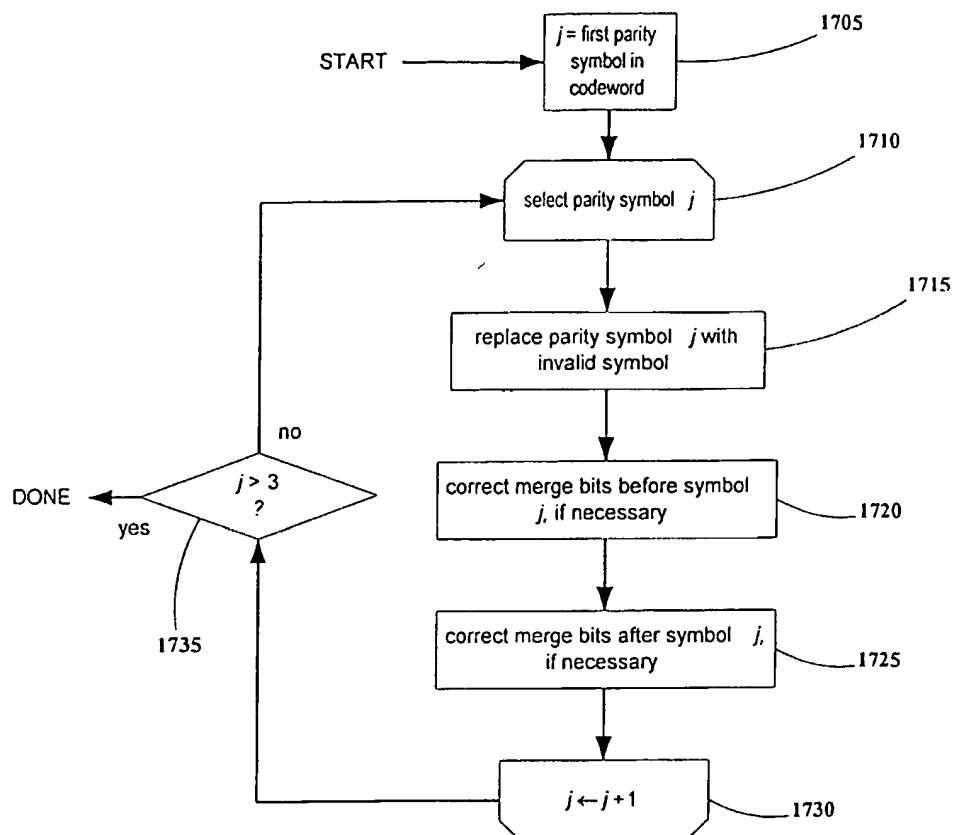 1705
j = first parity
symbol in
codeword
START
1710
select parity symbol j
1715
replace parity symbol j with
invalid symbol
no
j > 3
?
DONE
yes
correct merge bits before symbol
j, if necessary
1720
1735
correct merge bits after symbol j,
if necessary
1725
j ← j + 1
1730